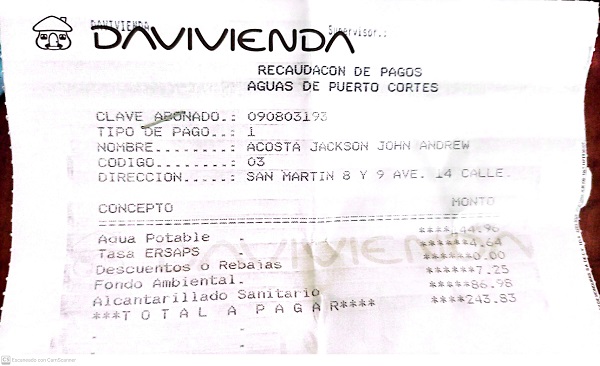 DAVIVIENDA
Supervisor.:
DAVIVIENDA
RECAUDACON DE PAGOS
AGUAS DE PUERTO CORTES
CLAVE ABONADO.: 090803193
TIPO DE PAGO..: 1
NOMBRE........: ACOSTA JACKSON JOHN ANDREW
CODIGO........: 03
DIRECCION.....: SAN MARTIN 8 Y 9 AVE. 14 CALLE.
CONCEPTO MONTO
Agua Potable . ****144.96
Tasa ERSAPS . ******4.64
Descuentos o Rebajas ******0.00
Fondo Ambiental. ******7.25
Alcantarillado Sanitario *****86.98
***T O T A L A P A G A R**** ****243.83
DAVIVIENDA
CS Escaneado con CamScanner